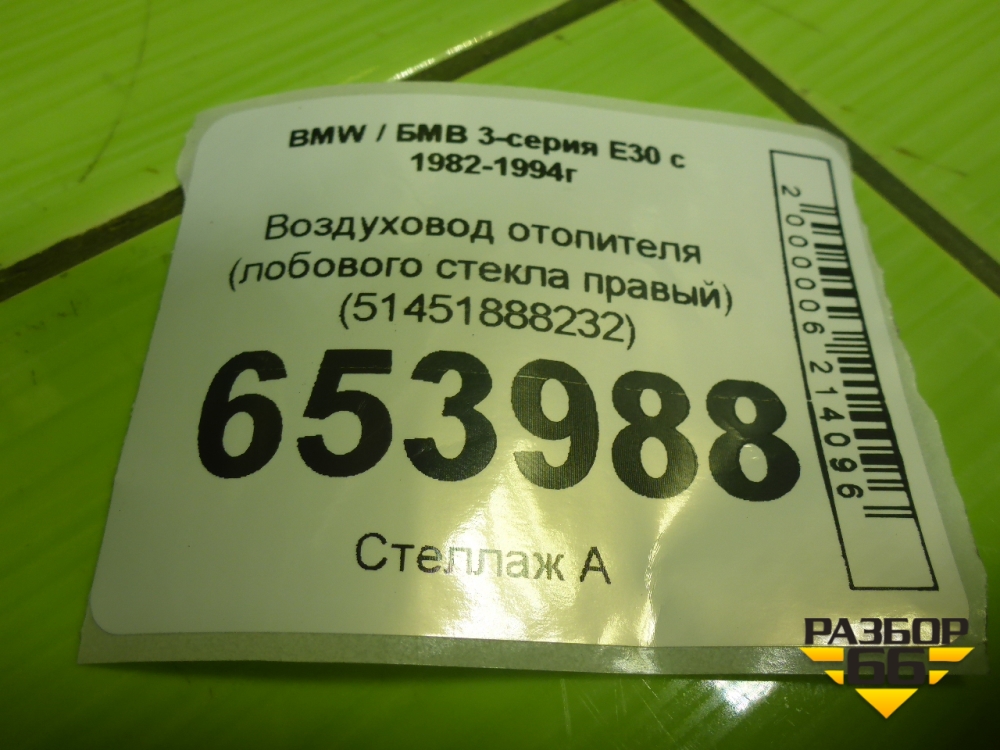 BMW / БМВ 3-серия E30 с
1982-1994г
Воздуховод отопителя
(лобового стекла правый)
(51451888232)
653988
Стеллаж А
2000006214096
РАЗБОР
66